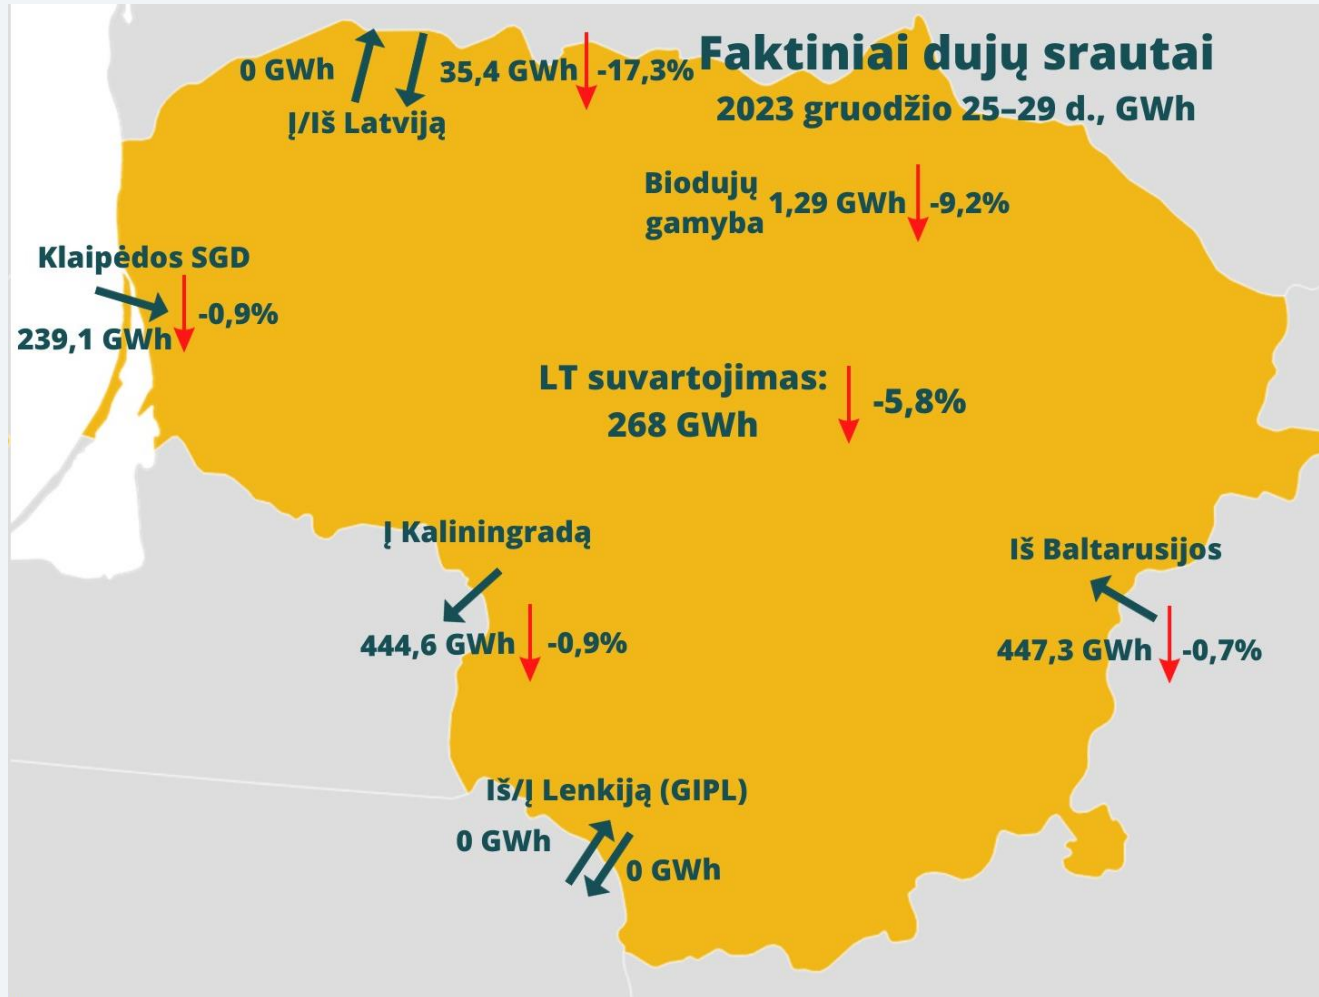 Faktiniai dujų srautai
2023 gruodžio 25–29 d., GWh
0 GWh
35,4 GWh
-17,3%
Į/Iš Latviją
Biodujų
gamyba
1,29 GWh
-9,2%
Klaipėdos SGD
-0,9%
239,1 GWh
LT suvartojimas:
268 GWh
-5,8%
Į Kaliningradą
444,6 GWh
-0,9%
Iš Baltarusijos
447,3 GWh
-0,7%
Iš/Į Lenkiją (GIPL)
0 GWh
0 GWh